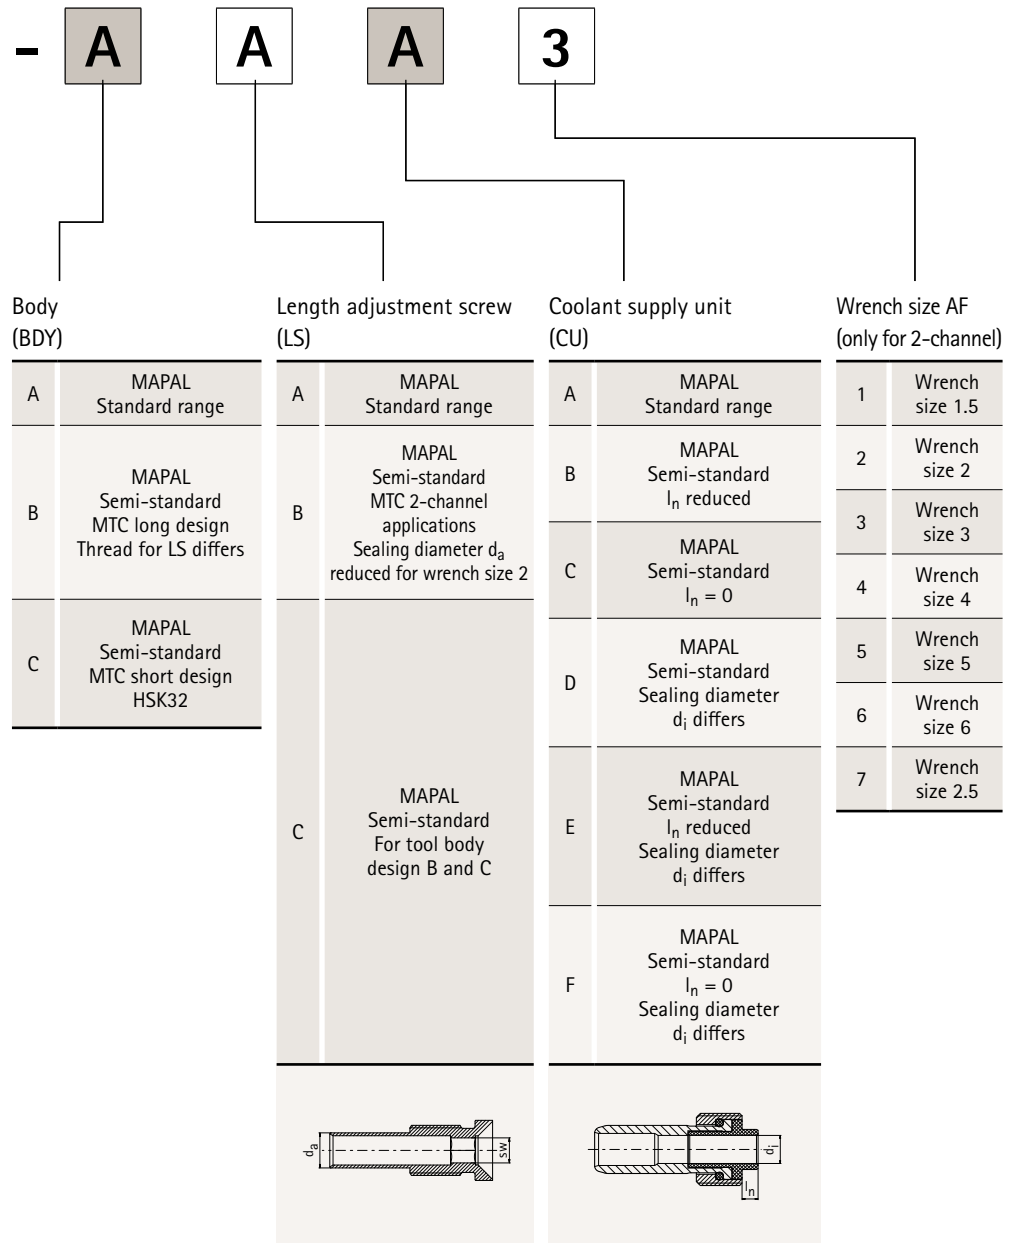 - A A A 3
Body
(BDY)
A
MAPAL
Standard range
B
MAPAL
Semi-standard
MTC long design
Thread for LS differs
C
MAPAL
Semi-standard
MTC short design
HSK32
Length adjustment screw
(LS)
A
MAPAL
Standard range
B
MAPAL
Semi-standard
MTC 2-channel
applications
Sealing diameter da
reduced for wrench size 2
C
MAPAL
Semi-standard
For tool body
design B and C
da
SW
Coolant supply unit
(CU)
A
MAPAL
Standard range
B
MAPAL
Semi-standard
ln reduced
C
MAPAL
Semi-standard
ln = 0
D
MAPAL
Semi-standard
Sealing diameter
di differs
E
MAPAL
Semi-standard
ln reduced
Sealing diameter
di differs
F
MAPAL
Semi-standard
ln = 0
Sealing diameter
di differs
di
ln
Wrench size AF
(only for 2-channel)
1
Wrench
size 1.5
2
Wrench
size 2
3
Wrench
size 3
4
Wrench
size 4
5
Wrench
size 5
6
Wrench
size 6
7
Wrench
size 2.5